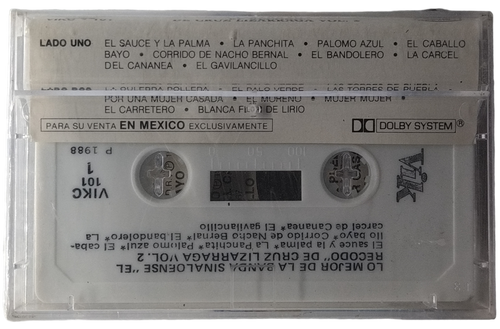 LADO UNO EL SAUCE Y LA PALMA • LA PANCHITA • PALOMO AZUL • EL CABALLO
BAYO • CORRIDO DE NACHO BERNAL • EL BANDOLERO • LA CARCEL
DEL CANANEA • EL GAVILANCILLO
POR UNA MUJER CASADA • EL MORENO • MUJER MUJER •
EL CARRETERO • BLANCA FLOR DE LIRIO
PARA SU VENTA EN MEXICO EXCLUSIVAMENTE
DOLBY SYSTEM®
LO MEJOR DE LA BANDA SINALOENSE "EL
RECODO" DE CRUZ LIZARRAGA VOL. 2
El sauce y la palma* La Panchita* Palomo azul* El caba-
llo bayo* Corrido de Nacho Bernal* El bandolero* La
carcel de Cananea* El gavilancillo
VIKC
101
1
P 1988
Vik